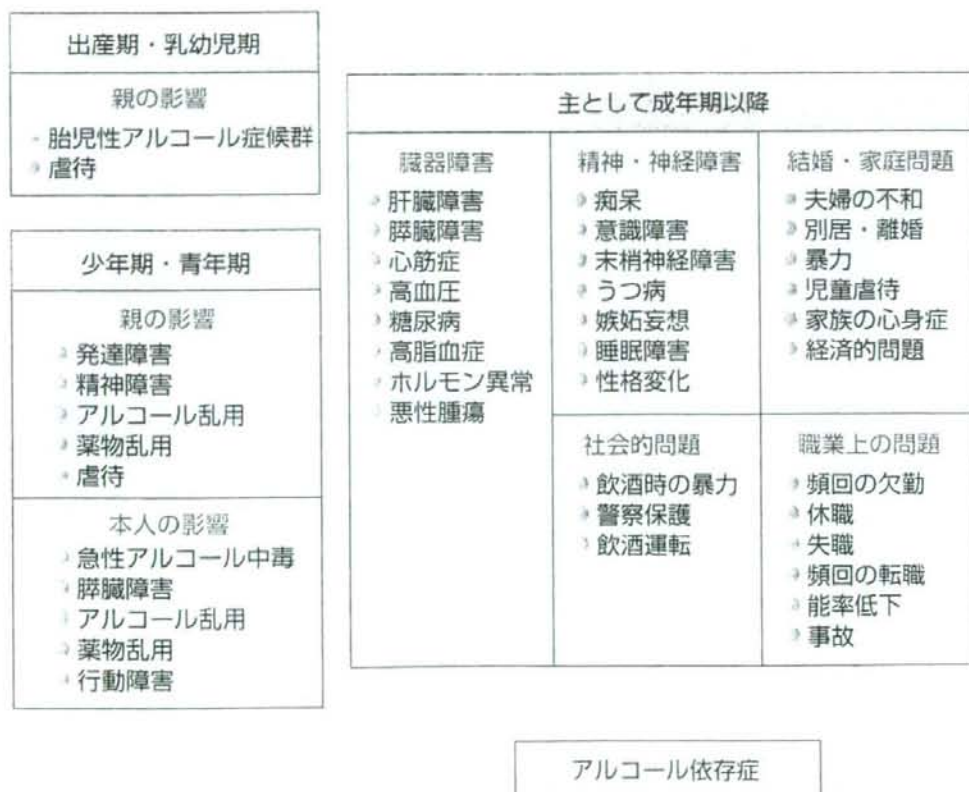 出産期・乳幼児期
親の影響
胎児性アルコール症候群
虐待
少年期・青年期
親の影響
発達障害
精神障害
アルコール乱用
薬物乱用
虐待
本人の影響
急性アルコール中毒
膵臓障害
アルコール乱用
薬物乱用
行動障害
主として成年期以降
臓器障害
肝臓障害
膵臓障害
心筋症
高血圧
糖尿病
高脂血症
ホルモン異常
悪性腫瘍
精神・神経障害
痴呆
意識障害
末梢神経障害
うつ病
嫉妬妄想
睡眠障害
性格変化
結婚・家庭問題
夫婦の不和
別居・離婚
暴力
児童虐待
家族の心身症
経済的問題
社会的問題
飲酒時の暴力
警察保護
飲酒運転
職業上の問題
頻回の欠勤
休職
失職
頻回の転職
能率低下
事故
アルコール依存症